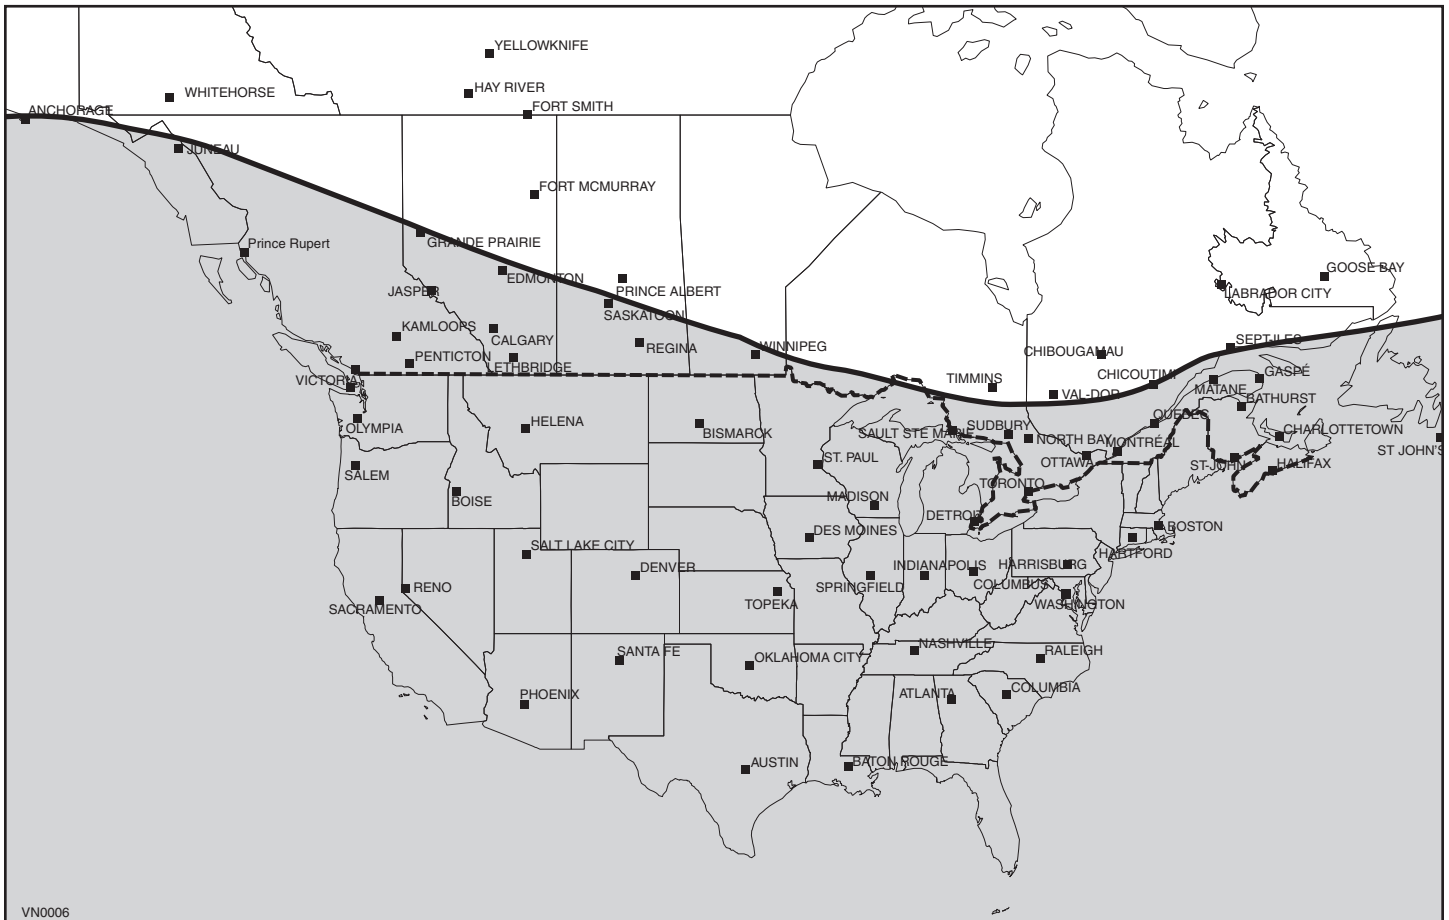 YELLOWKNIFE
WHITEHORSE
HAY RIVER
FORT SMITH
ANCHORAGE
JUNEAU
FORT MCMURRAY
Prince Rupert
GRANDE PRAIRIE
GOOSE BAY
EDMONTON
JASPER
PRINCE ALBERT
LABRADOR CITY
SASKATOON
KAMLOOPS
CALGARY
REGINA
WINNIPEG
SEPT-ILES
CHIBOUGAMAU
PENTICTON
LETHBRIDGE
CHICOUTIMI
GASPÉ
VICTORIA
TIMMINS
VAL-DOR
MATANE
BATHURST
QUEBEC
HELENA
OLYMPIA
BISMARCK
SAULT STE MARIE
SUDBURY
NORTH BAY
MONTRÉAL
CHARLOTTETOWN
ST JOHN'S
OTTAWA
ST. PAUL
ST-JOHN
HALIFAX
SALEM
TORONTO
BOISE
MADISON
DETROIT
BOSTON
DES MOINES
SALT LAKE CITY
HARTFORD
DENVER
INDIANAPOLIS
HARRISBURG
RENO
SPRINGFIELD
COLUMBUS
SACRAMENTO
TOPEKA
WASHINGTON
NASHVILLE
SANTA FE
OKLAHOMA CITY
RALEIGH
PHOENIX
ATLANTA
COLUMBIA
AUSTIN
BATON ROUGE
VN0006